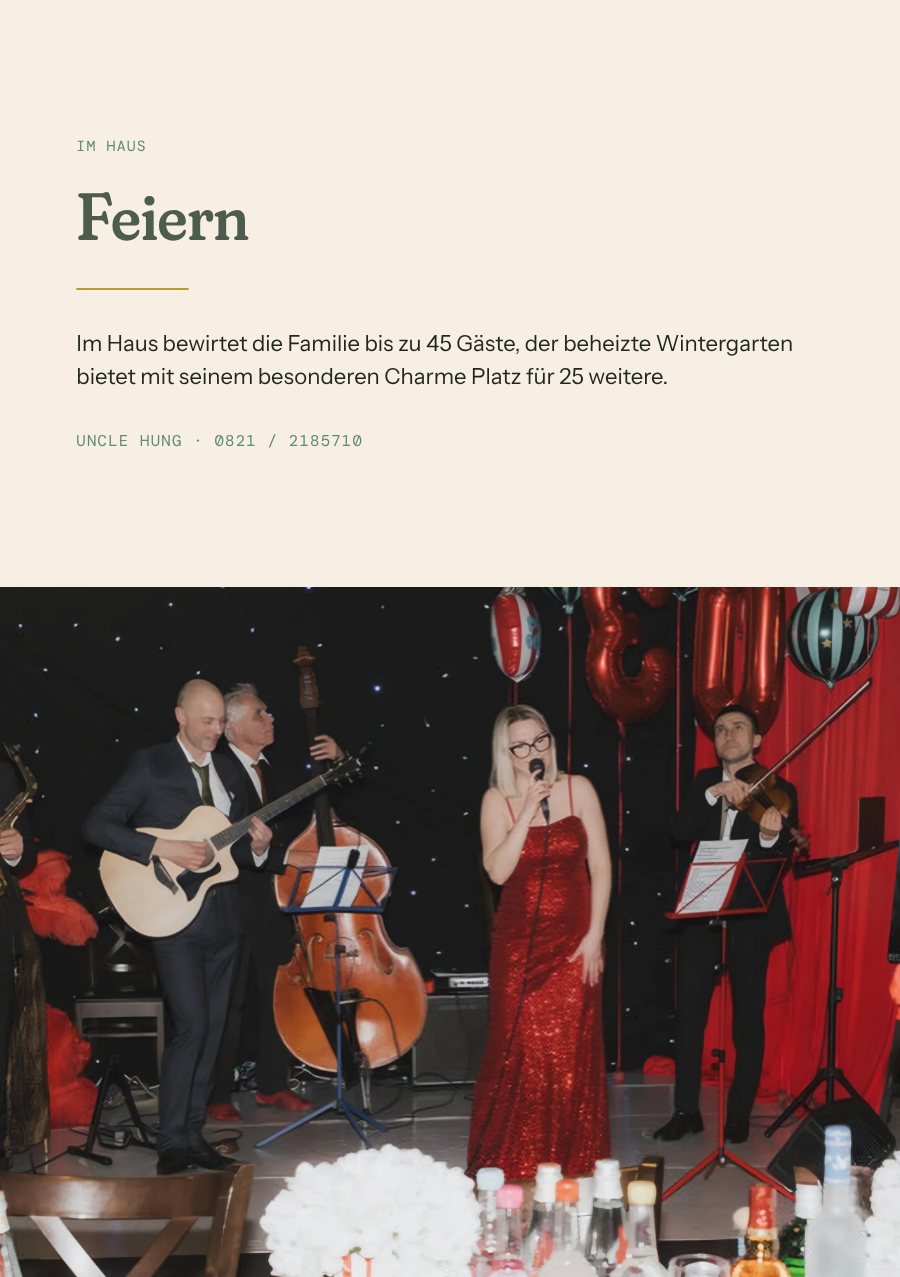 IM HAUS
Feiern
Im Haus bewirtet die Familie bis zu 45 Gäste, der beheizte Wintergarten
bietet mit seinem besonderen Charme Platz für 25 weitere.
UNCLE HUNG · 0821 / 2185710